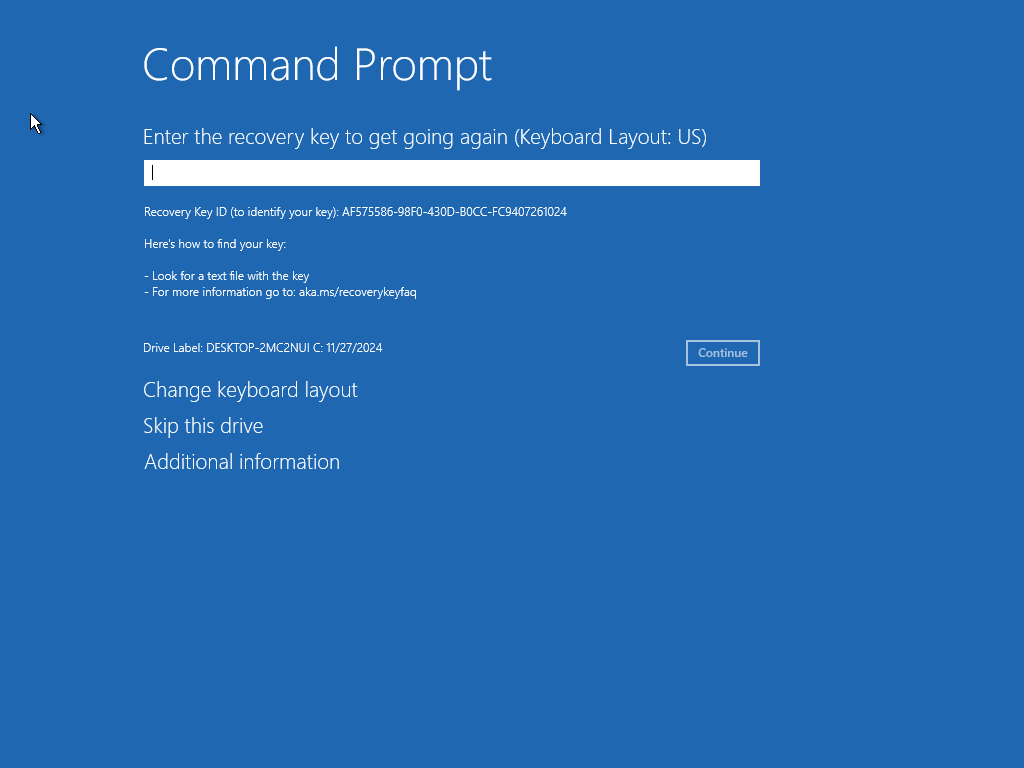 Command Prompt
Enter the recovery key to get going again (Keyboard Layout: US)
Recovery Key ID (to identify your key): AF575586-98F0-430D-B0CC-FC9407261024
Here's how to find your key:
- Look for a text file with the key
- For more information go to: aka.ms/recoverykeyfaq
Drive Label: DESKTOP-2MC2NUI C: 11/27/2024
Continue
Change keyboard layout
Skip this drive
Additional information